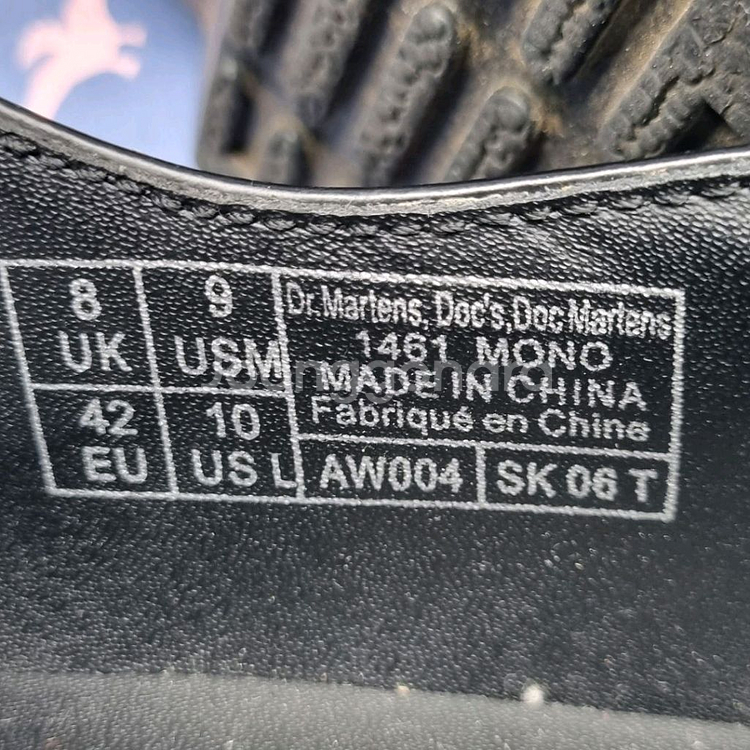 8
UK
9
USM
42
EU
10
US L
Dr.Martens, Doc's, Doc Martens
1461 MONO
MADE IN CHINA
Fabriqué en Chine
AW004
SK 06 T